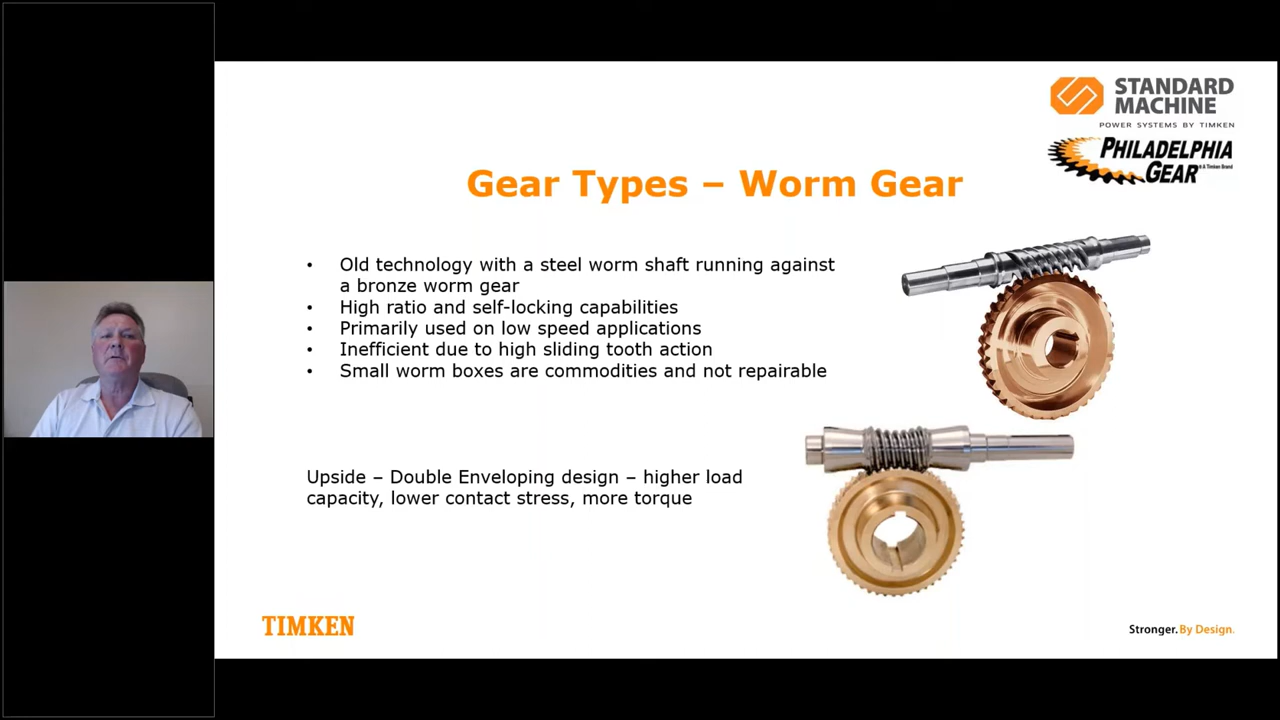 STANDARD
MACHINE
POWER SYSTEMS BY TIMKEN
PHILADELPHIA
GEAR
A Timken Brand
Gear Types – Worm Gear
• Old technology with a steel worm shaft running against
a bronze worm gear
• High ratio and self-locking capabilities
• Primarily used on low speed applications
• Inefficient due to high sliding tooth action
• Small worm boxes are commodities and not repairable
Upside – Double Enveloping design – higher load
capacity, lower contact stress, more torque
TIMKEN
Stronger. By Design.